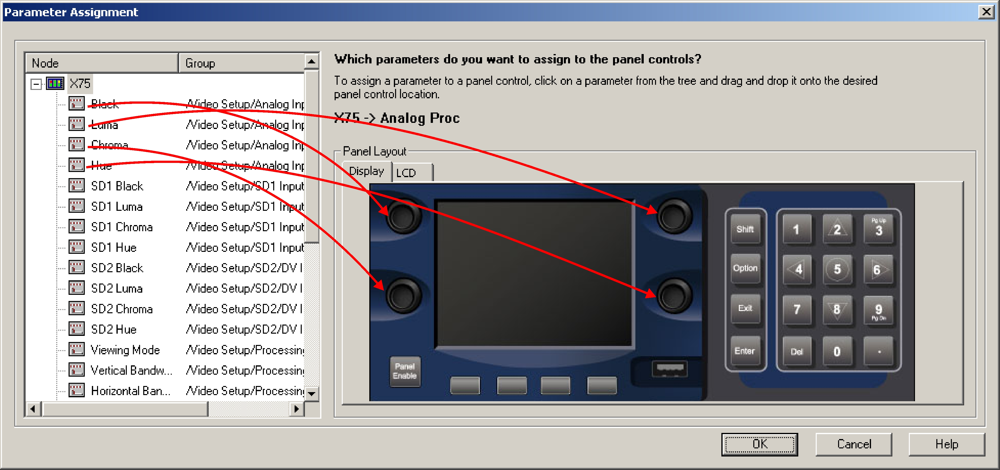 Parameter Assignment
Node Group
X75
Black /Video Setup/Analog Inp
Luma /Video Setup/Analog Inp
Chroma /Video Setup/Analog Inp
Hue /Video Setup/Analog Inp
SD1 Black /Video Setup/SD1 Input
SD1 Luma /Video Setup/SD1 Input
SD1 Chroma /Video Setup/SD1 Input
SD1 Hue /Video Setup/SD1 Input
SD2 Black /Video Setup/SD2/DV I
SD2 Luma /Video Setup/SD2/DV I
SD2 Chroma /Video Setup/SD2/DV I
SD2 Hue /Video Setup/SD2/DV I
Viewing Mode /Video Setup/Processing
Vertical Bandw... /Video Setup/Processing
Horizontal Ban... /Video Setup/Processing
Which parameters do you want to assign to the panel controls?
To assign a parameter to a panel control, click on a parameter from the tree and drag and drop it onto the desired
panel control location.
X75 -> Analog Proc
Panel Layout
Display LCD
Panel
Enable
Shift
Option
Exit
Enter
1 2 Pg Up 3
4 5 6
7 8 9 Pg Dn
Del 0 .
OK Cancel Help